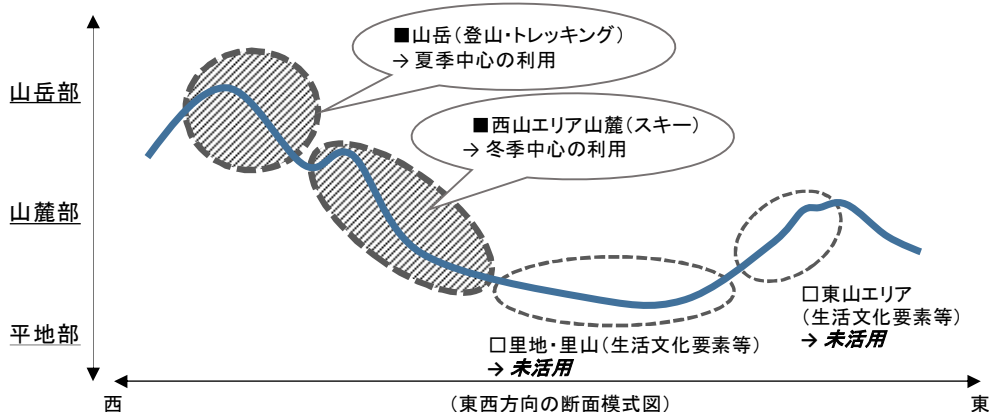 ■山岳（登山・トレッキング）
→ 夏季中心の利用
山岳部
■西山エリア山麓（スキー）
→ 冬季中心の利用
山麓部
□東山エリア
（生活文化要素等）
→ 未活用
平地部
□里地・里山（生活文化要素等）
→ 未活用
西
（東西方向の断面模式図）
東